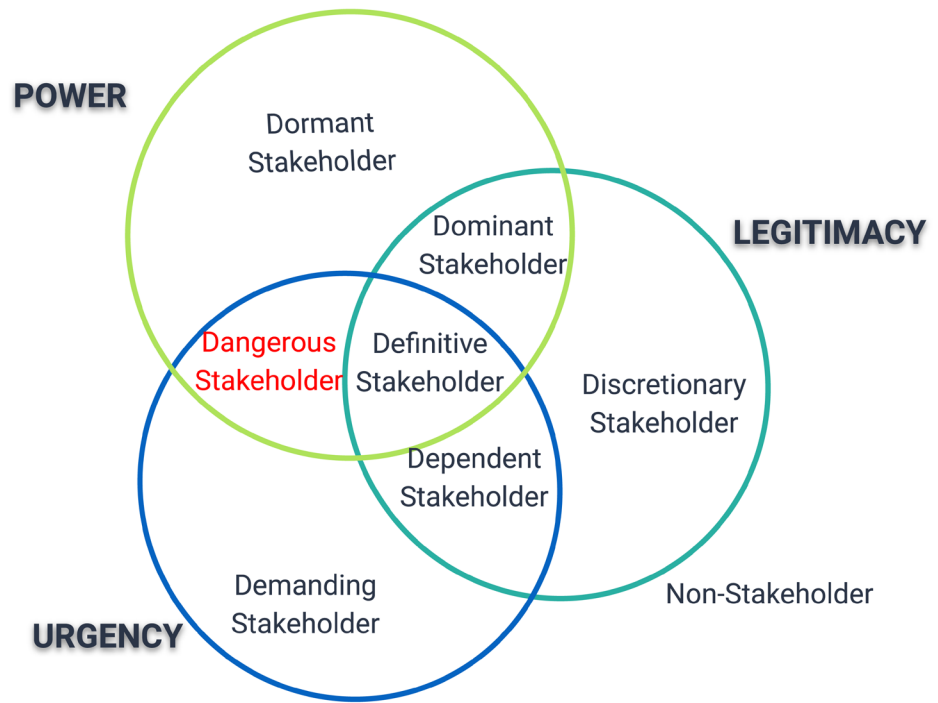 POWER
Dormant
Stakeholder
Dominant
Stakeholder
LEGITIMACY
Dangerous
Stakeholder
Definitive
Stakeholder
Discretionary
Stakeholder
Dependent
Stakeholder
Demanding
Stakeholder
Non-Stakeholder
URGENCY